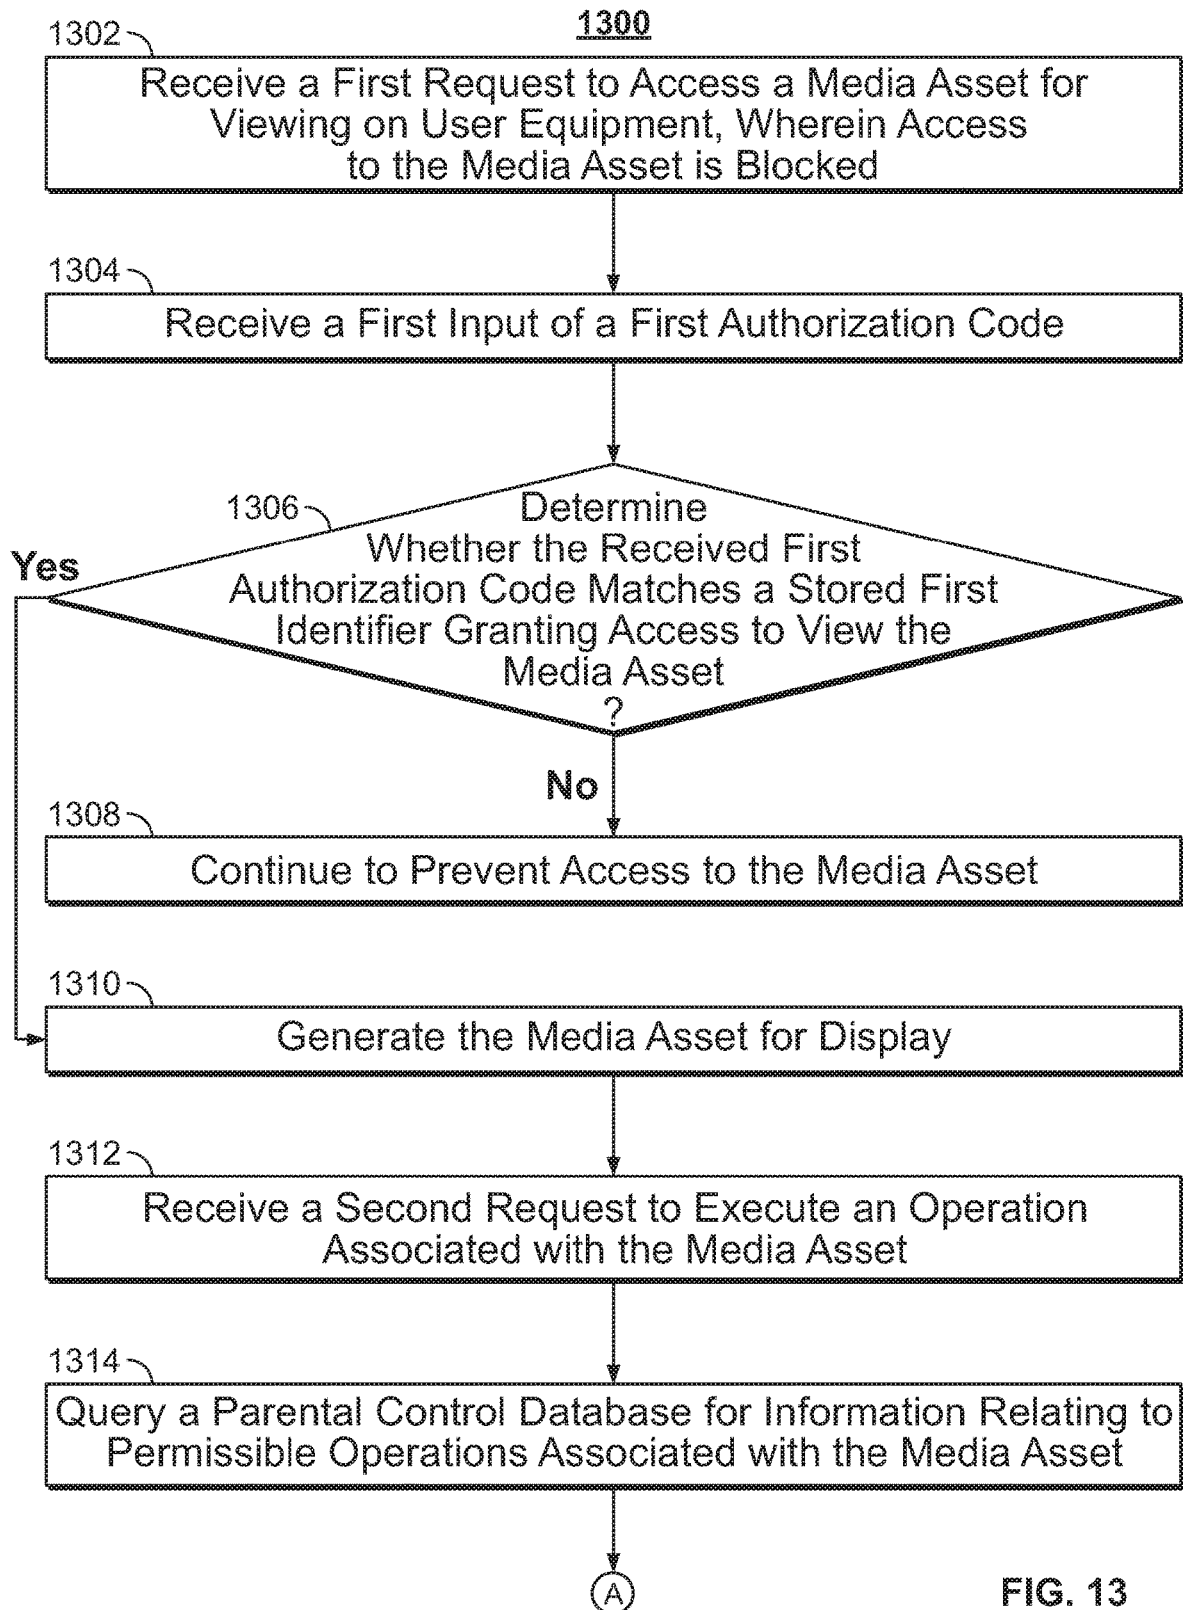 1300
1302
Receive a First Request to Access a Media Asset for
Viewing on User Equipment, Wherein Access
to the Media Asset is Blocked
1304
Receive a First Input of a First Authorization Code
1306
Determine
Whether the Received First
Authorization Code Matches a Stored First
Identifier Granting Access to View the
Media Asset
?
Yes
No
1308
Continue to Prevent Access to the Media Asset
1310
Generate the Media Asset for Display
1312
Receive a Second Request to Execute an Operation
Associated with the Media Asset
1314
Query a Parental Control Database for Information Relating to
Permissible Operations Associated with the Media Asset
A
FIG. 13